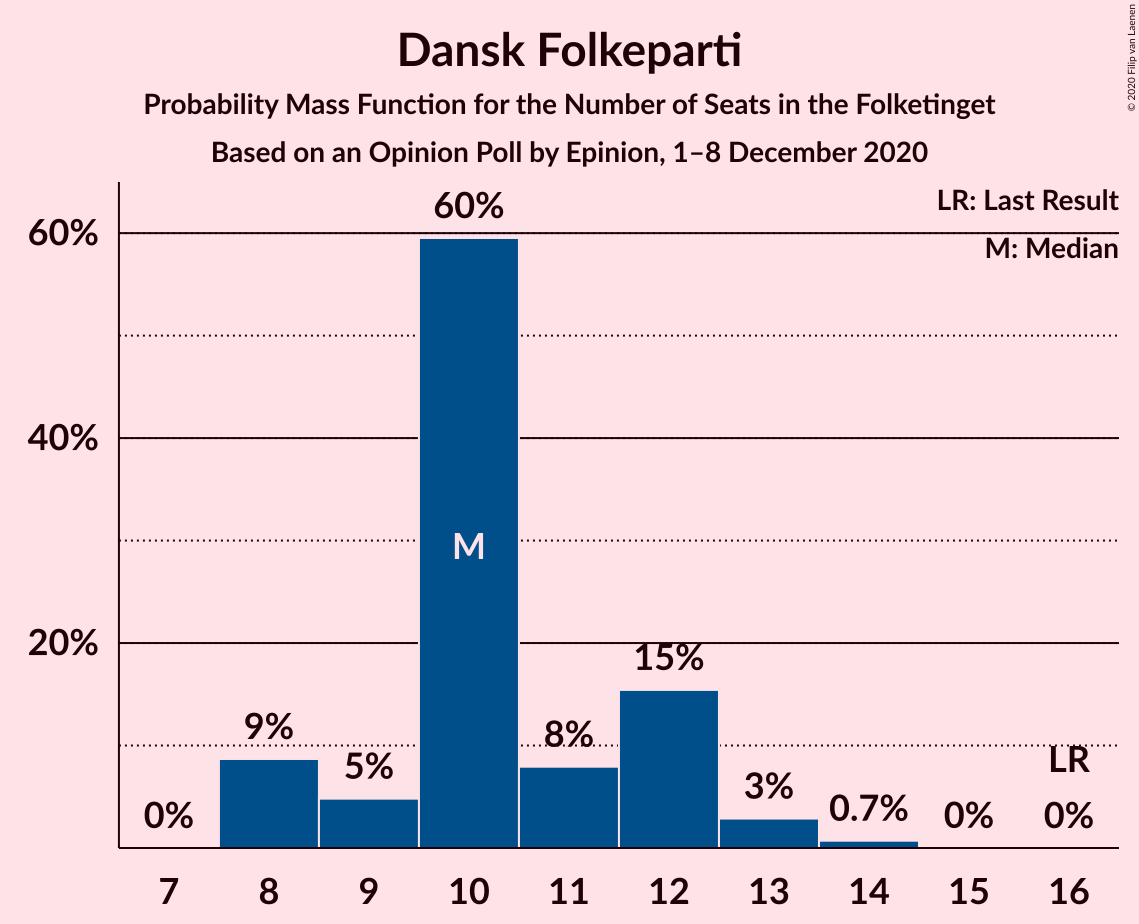 Dansk Folkeparti
Probability Mass Function for the Number of Seats in the Folketinget
Based on an Opinion Poll by Epinion, 1–8 December 2020
© 2020 Filip van Laenen
LR: Last Result
M: Median
60%
40%
20%
0%
9%
5%
60%
M
8%
15%
3%
0.7%
0%
LR
0%
7 8 9 10 11 12 13 14 15 16